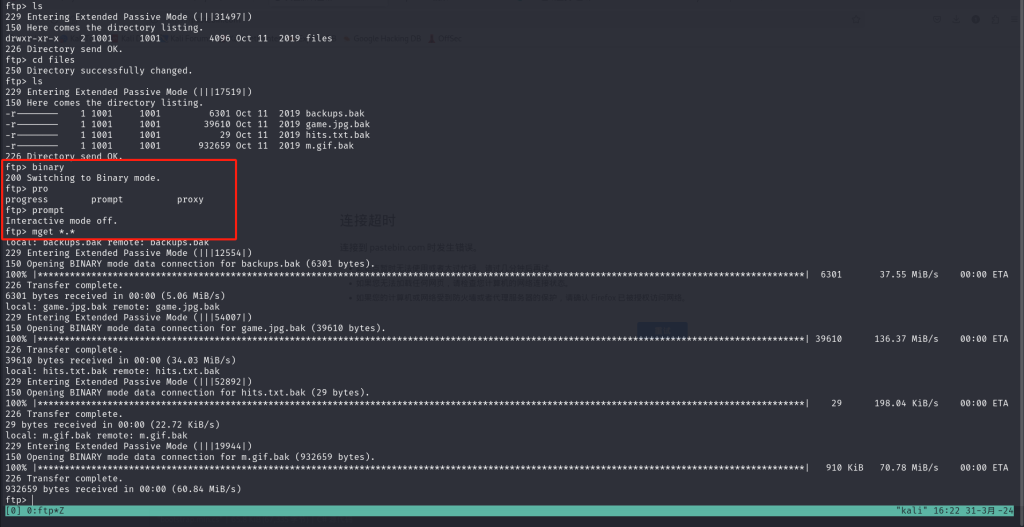 ftp> ls
229 Entering Extended Passive Mode (|||31497|)
150 Here comes the directory listing.
drwxr-xr-x    2 1001     1001         4096 Oct 11  2019 files
226 Directory send OK.
ftp> cd files
250 Directory successfully changed.
ftp> ls
229 Entering Extended Passive Mode (|||17519|)
150 Here comes the directory listing.
-r--------    1 1001     1001         6301 Oct 11  2019 backups.bak
-r--------    1 1001     1001        39610 Oct 11  2019 game.jpg.bak
-r--------    1 1001     1001           29 Oct 11  2019 hits.txt.bak
-r--------    1 1001     1001       932659 Oct 11  2019 m.gif.bak
226 Directory send OK.
ftp> binary
200 Switching to Binary mode.
ftp> pro
progress        prompt          proxy
ftp> prompt
Interactive mode off.
ftp> mget *.*
local: backups.bak remote: backups.bak
229 Entering Extended Passive Mode (|||12554|)
150 Opening BINARY mode data connection for backups.bak (6301 bytes).
100% |***********************************************************************| 6301       37.55 MiB/s    00:00 ETA
226 Transfer complete.
6301 bytes received in 00:00 (5.06 MiB/s)
local: game.jpg.bak remote: game.jpg.bak
229 Entering Extended Passive Mode (|||54007|)
150 Opening BINARY mode data connection for game.jpg.bak (39610 bytes).
100% |***********************************************************************| 39610      136.37 MiB/s    00:00 ETA
226 Transfer complete.
39610 bytes received in 00:00 (34.03 MiB/s)
local: hits.txt.bak remote: hits.txt.bak
229 Entering Extended Passive Mode (|||52892|)
150 Opening BINARY mode data connection for hits.txt.bak (29 bytes).
100% |***********************************************************************| 29      198.04 KiB/s    00:00 ETA
226 Transfer complete.
29 bytes received in 00:00 (22.72 KiB/s)
local: m.gif.bak remote: m.gif.bak
229 Entering Extended Passive Mode (|||19944|)
150 Opening BINARY mode data connection for m.gif.bak (932659 bytes).
100% |***********************************************************************| 910 KiB   70.78 MiB/s    00:00 ETA
226 Transfer complete.
932659 bytes received in 00:00 (60.84 MiB/s)
ftp>
[0] 0:ftp*Z "kali" 16:22 31-3月-24
连接超时